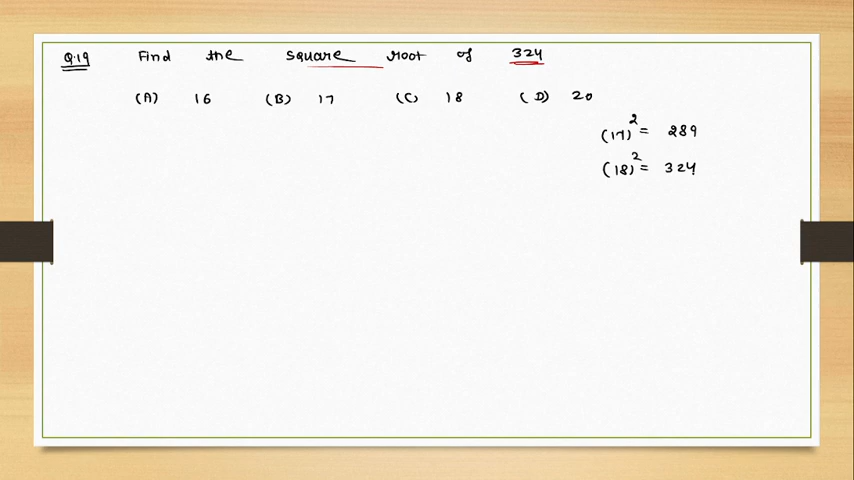 Q.19 Find the square root of 324
(A) 16 (B) 17 (C) 18 (D) 20
(17)² = 289
(18)² = 324